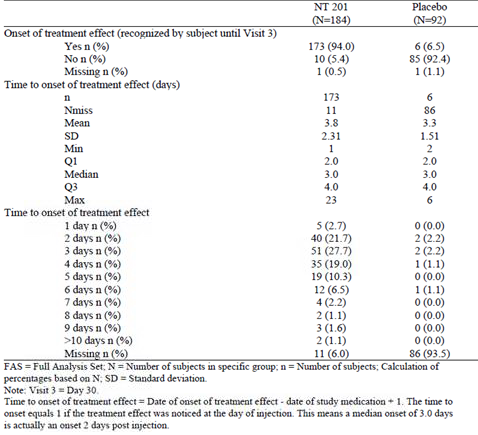 NT 201 Placebo
(N=184) (N=92)
Onset of treatment effect (recognized by subject until Visit 3)
Yes n (%) 173 (94.0) 6 (6.5)
No n (%) 10 (5.4) 85 (92.4)
Missing n (%) 1 (0.5) 1 (1.1)
Time to onset of treatment effect (days)
n 173 6
Nmiss 11 86
Mean 3.8 3.3
SD 2.31 1.51
Min 1 2
Q1 2.0 2.0
Median 3.0 3.0
Q3 4.0 4.0
Max 23 6
Time to onset of treatment effect
1 day n (%) 5 (2.7) 0 (0.0)
2 days n (%) 40 (21.7) 2 (2.2)
3 days n (%) 51 (27.7) 2 (2.2)
4 days n (%) 35 (19.0) 1 (1.1)
5 days n (%) 19 (10.3) 0 (0.0)
6 days n (%) 12 (6.5) 1 (1.1)
7 days n (%) 4 (2.2) 0 (0.0)
8 days n (%) 2 (1.1) 0 (0.0)
9 days n (%) 3 (1.6) 0 (0.0)
>10 days n (%) 2 (1.1) 0 (0.0)
Missing n (%) 11 (6.0) 86 (93.5)
FAS = Full Analysis Set; N = Number of subjects in specific group; n = Number of subjects; Calculation of
percentages based on N; SD = Standard deviation.
Note: Visit 3 = Day 30.
Time to onset of treatment effect = Date of onset of treatment effect - date of study medication + 1. The time to
onset equals 1 if the treatment effect was noticed at the day of injection. This means a median onset of 3.0 days
is actually an onset 2 days post injection.